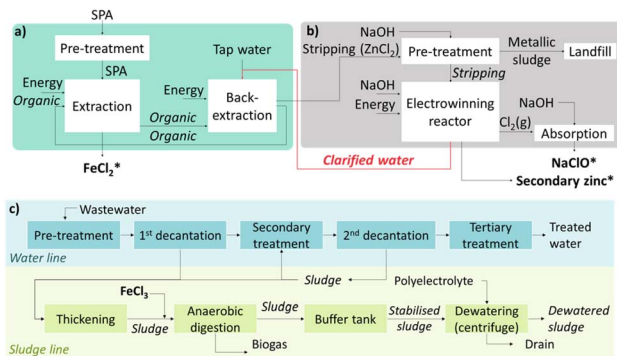 SPA
a)
Pre-treatment
SPA
Energy
Organic
Extraction
Organic
Organic
FeCl2*
Tap water
Energy
Back-
extraction
Stripping (ZnCl2)
Clarified water
b)
NaOH
Pre-treatment
Metallic
sludge
Landfill
Stripping
NaOH
Energy
Electrowinning
reactor
Cl2(g)
NaOH
Absorption
NaClO*
Secondary zinc*
c)
Wastewater
Pre-treatment
1st decantation
Secondary
treatment
2nd decantation
Tertiary
treatment
Treated
water
Water line
Sludge
Polyelectrolyte
FeCl3
Thickening
Sludge
Anaerobic
digestion
Sludge
Buffer tank
Stabilised
sludge
Dewatering
(centrifuge)
Dewatered
sludge
Biogas
Drain
Sludge line